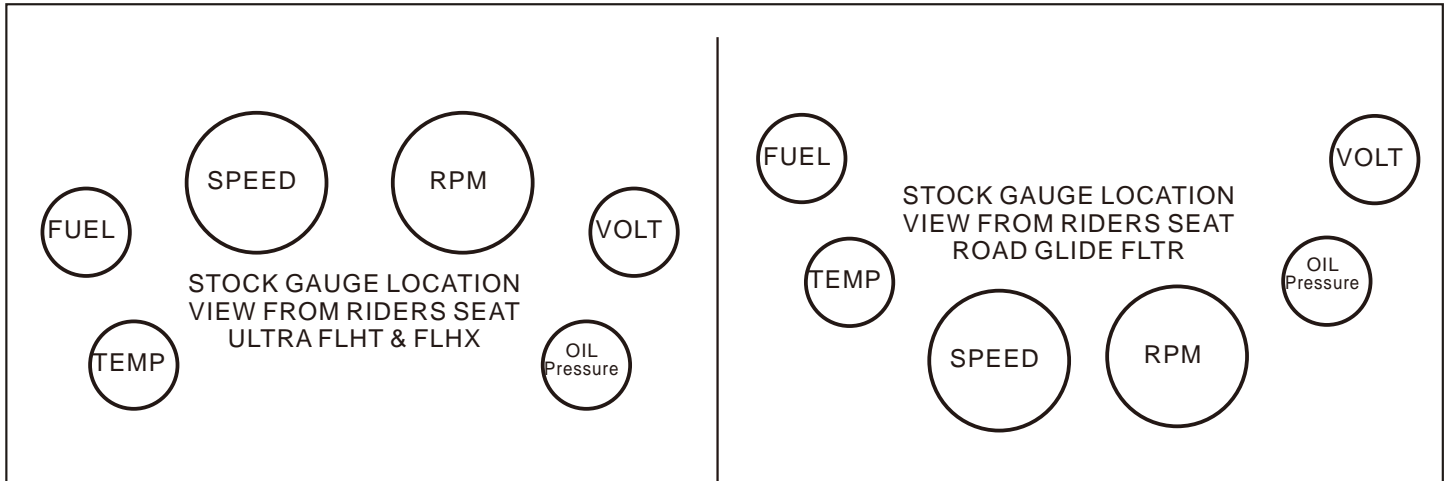 SPEED
RPM
FUEL
VOLT
STOCK GAUGE LOCATION
VIEW FROM RIDERS SEAT
ULTRA FLHT & FLHX
TEMP
OIL
Pressure
FUEL
VOLT
STOCK GAUGE LOCATION
VIEW FROM RIDERS SEAT
ROAD GLIDE FLTR
TEMP
OIL
Pressure
SPEED
RPM